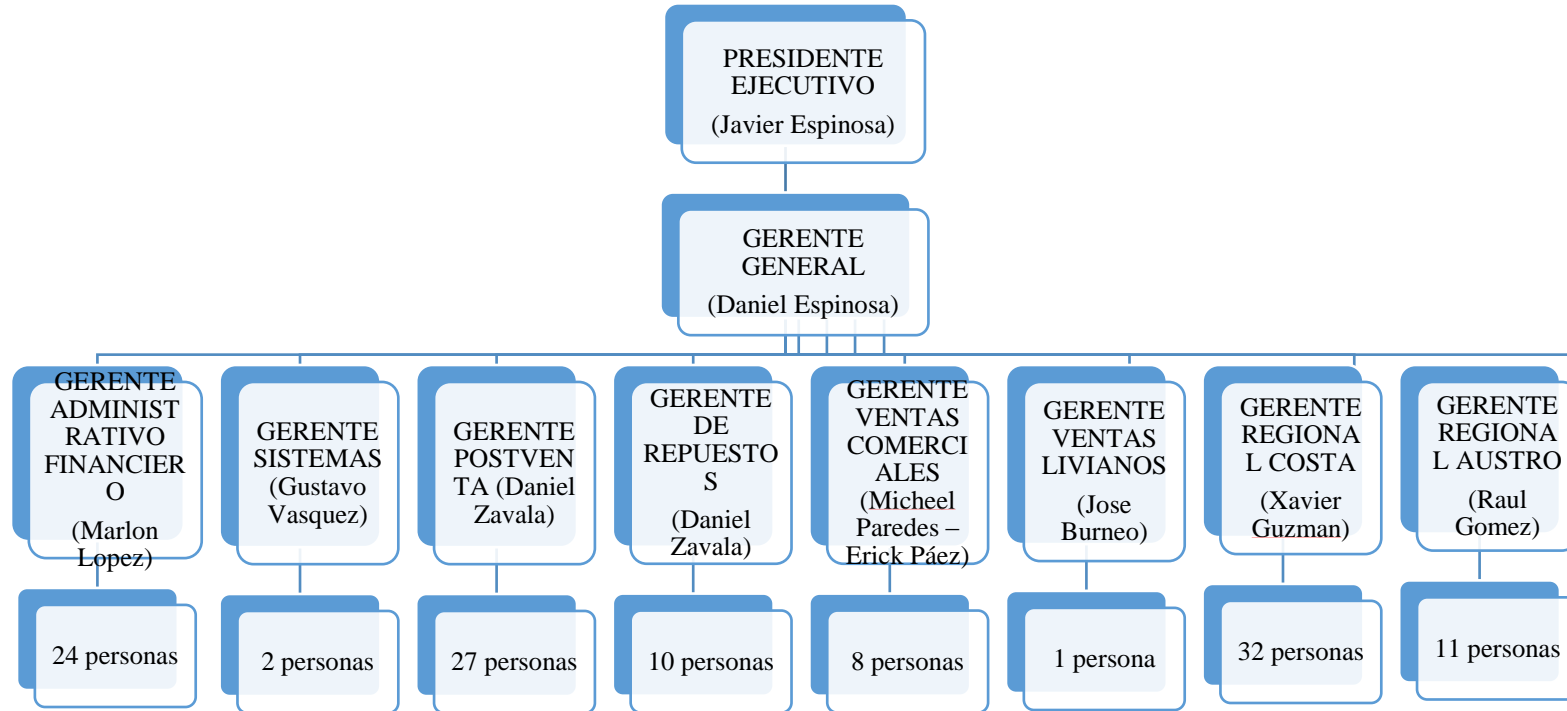 PRESIDENTE
EJECUTIVO
(Javier Espinosa)
GERENTE
GENERAL
(Daniel Espinosa)
GERENTE
ADMINIST
RATIVO
FINANCIER
O
(Marlon
Lopez)
GERENTE
SISTEMAS
(Gustavo
Vasquez)
GERENTE
POSTVEN
TA (Daniel
Zavala)
GERENTE
DE
REPUESTO
S
(Daniel
Zavala)
GERENTE
VENTAS
COMERCI
ALES
(Micheel
Paredes –
Erick Páez)
GERENTE
VENTAS
LIVIANOS
(Jose
Burneo)
GERENTE
REGIONA
L COSTA
(Xavier
Guzman)
GERENTE
REGIONA
L AUSTRO
(Raul
Gomez)
24 personas
2 personas
27 personas
10 personas
8 personas
1 persona
32 personas
11 personas